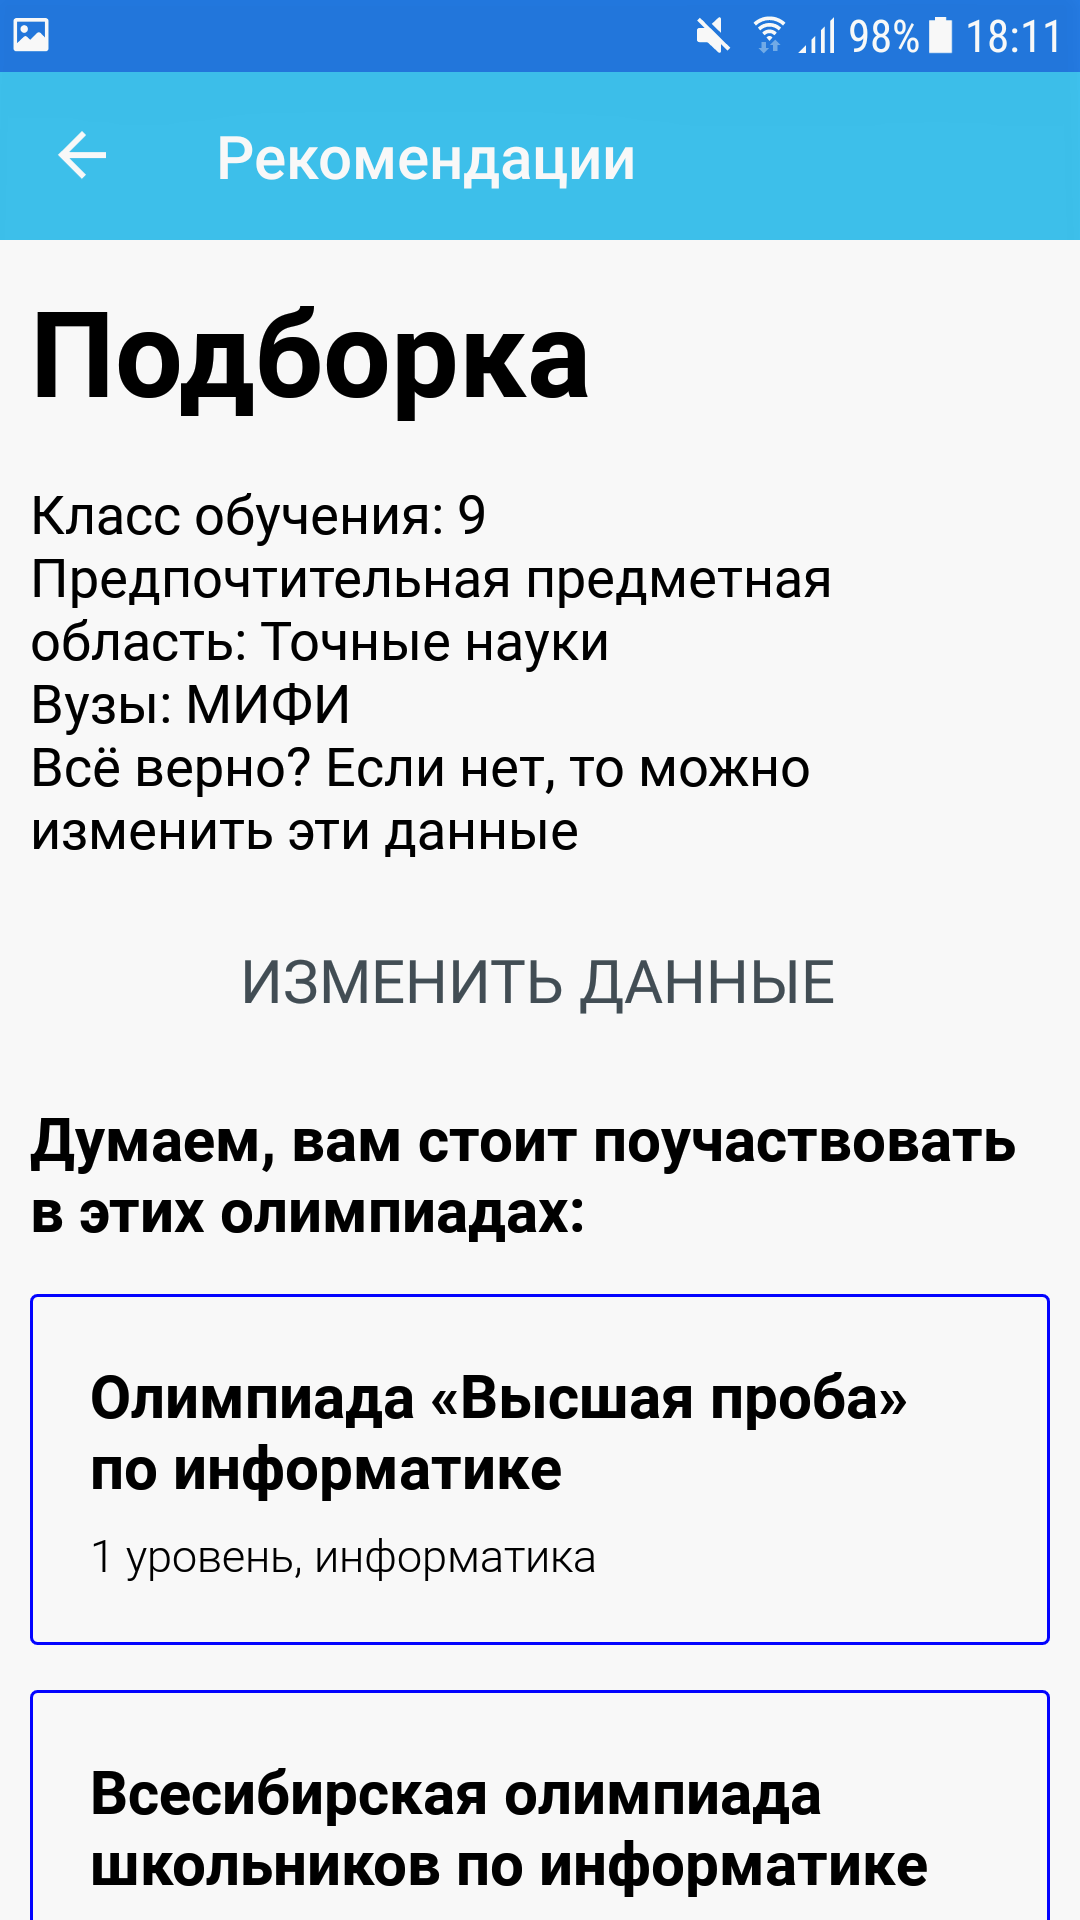 98% 18:11
Рекомендации
Подборка
Класс обучения: 9
Предпочтительная предметная
область: Точные науки
Вузы: МИФИ
Всё верно? Если нет, то можно
изменить эти данные
ИЗМЕНИТЬ ДАННЫЕ
Думаем, вам стоит поучаствовать
в этих олимпиадах:
Олимпиада «Высшая проба»
по информатике
1 уровень, информатика
Всесибирская олимпиада
школьников по информатике